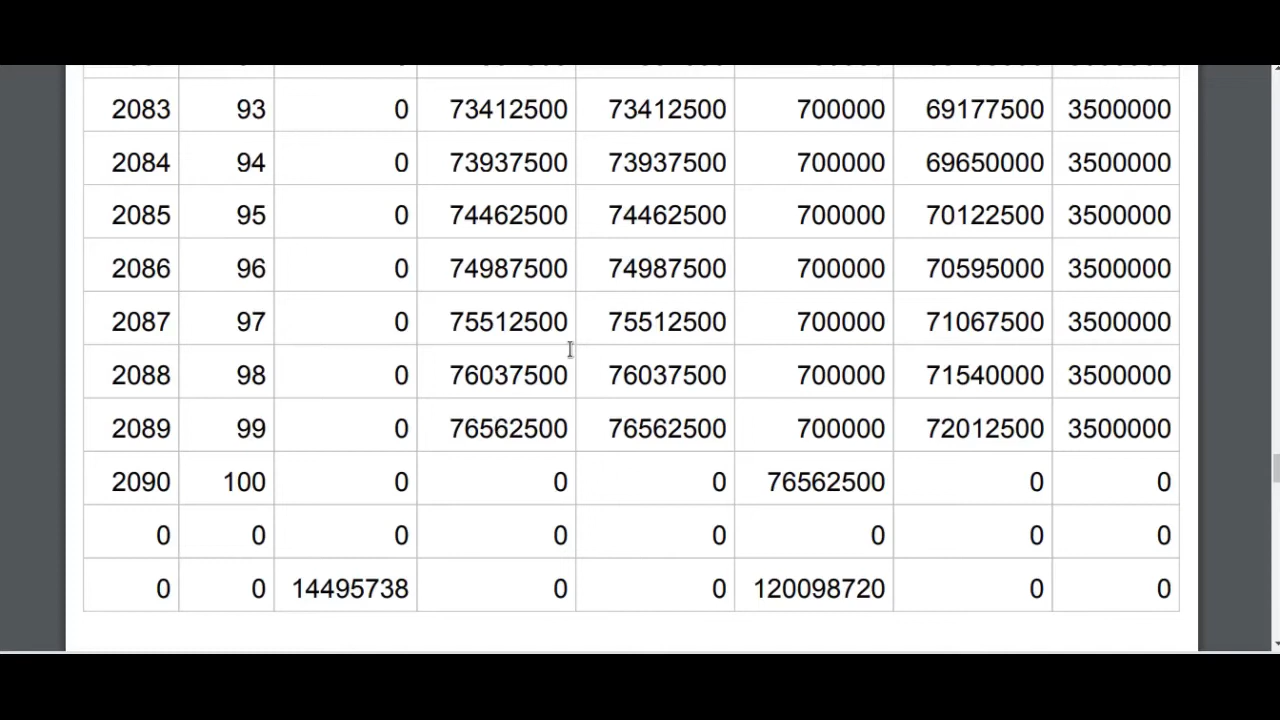 2083 93 0 73412500 73412500 700000 69177500 3500000
2084 94 0 73937500 73937500 700000 69650000 3500000
2085 95 0 74462500 74462500 700000 70122500 3500000
2086 96 0 74987500 74987500 700000 70595000 3500000
2087 97 0 75512500 75512500 700000 71067500 3500000
2088 98 0 76037500 76037500 700000 71540000 3500000
2089 99 0 76562500 76562500 700000 72012500 3500000
2090 100 0 0 0 76562500 0 0
0 0 0 0 0 0 0 0
0 0 14495738 0 0 120098720 0 0